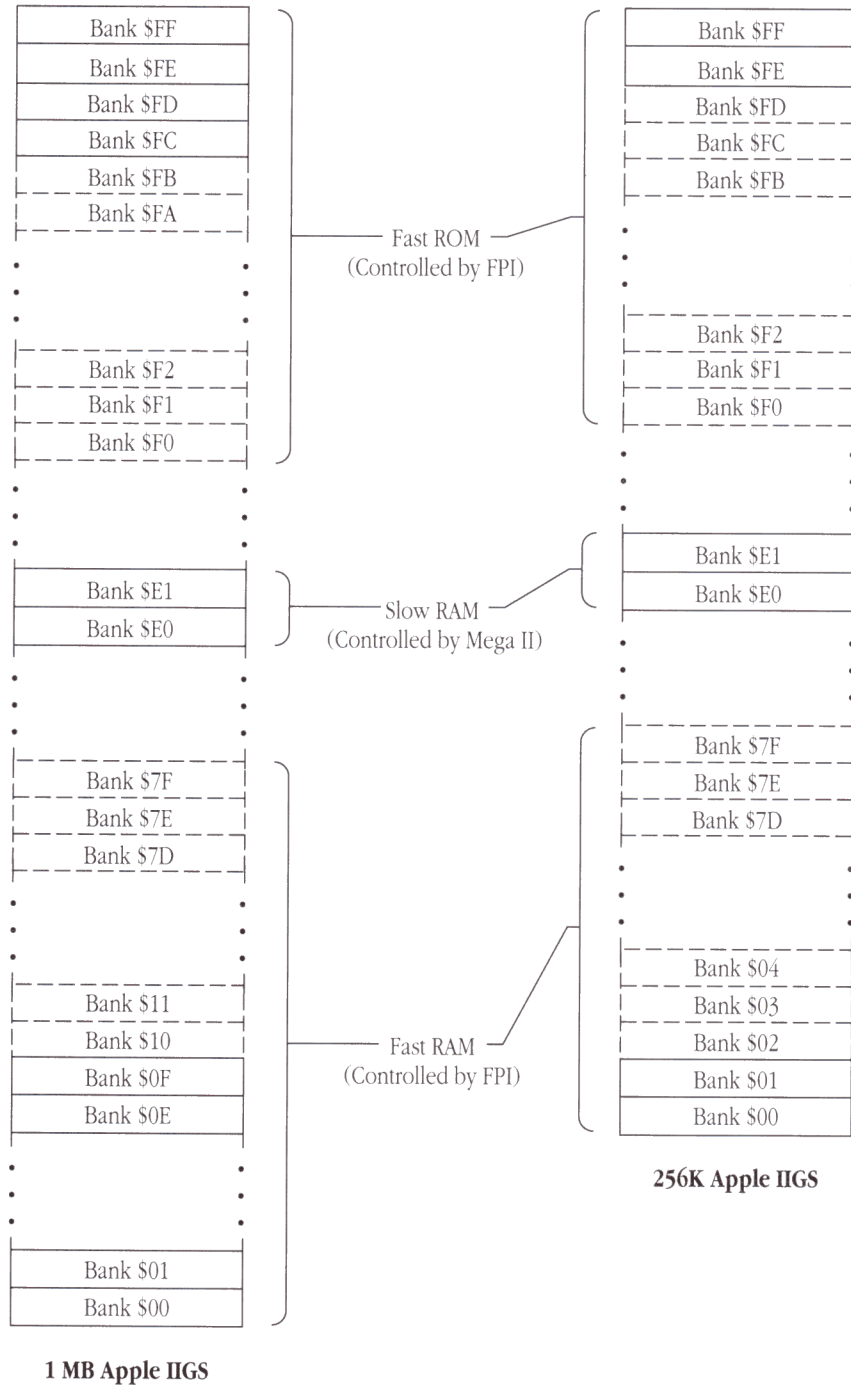 Bank $FF
Bank $FE
Bank $FD
Bank $FC
Bank $FB
Bank $FA
Bank $F2
Bank $F1
Bank $F0
Bank $E1
Bank $E0
Bank $7F
Bank $7E
Bank $7D
Bank $11
Bank $10
Bank $0F
Bank $0E
Bank $01
Bank $00
1 MB Apple IIGS
Fast ROM
(Controlled by FPI)
Slow RAM
(Controlled by Mega II)
Fast RAM
(Controlled by FPI)
Bank $FF
Bank $FE
Bank $FD
Bank $FC
Bank $FB
Bank $F2
Bank $F1
Bank $F0
Bank $E1
Bank $E0
Bank $7F
Bank $7E
Bank $7D
Bank $04
Bank $03
Bank $02
Bank $01
Bank $00
256K Apple IIGS